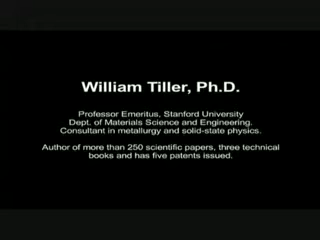 William Tiller, Ph.D.
Professor Emeritus, Stanford University
Dept. of Materials Science and Engineering.
Consultant in metallurgy and solid-state physics.
Author of more than 250 scientific papers, three technical
books and has five patents issued.